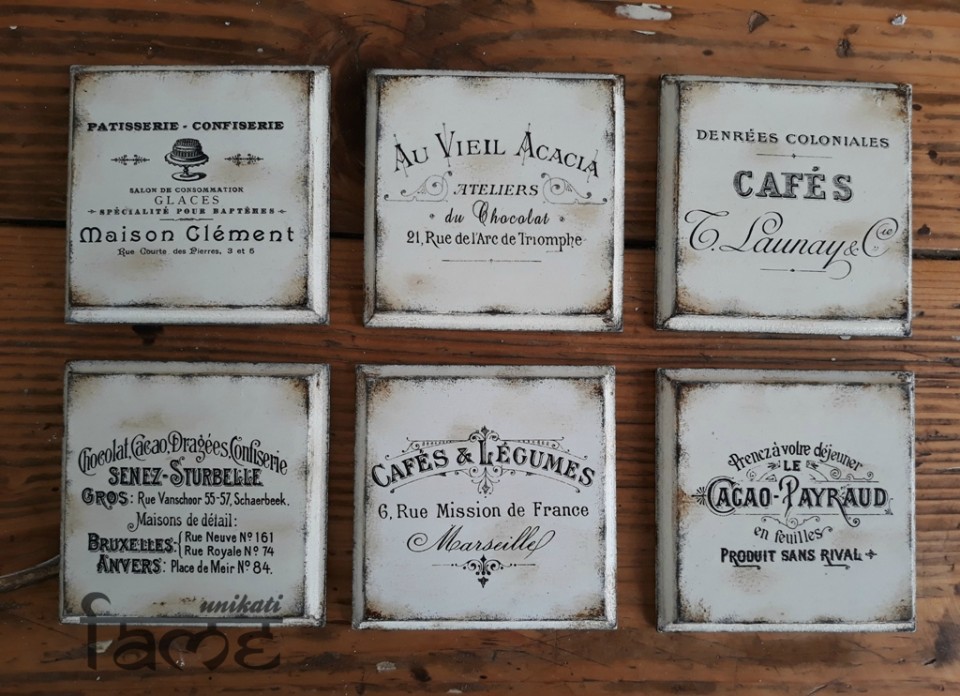 PATISSERIE - CONFISERIE
SALON DE CONSOMMATION
GLACES
SPÉCIALITÉ POUR BAPTÊMES
Maison Clément
Rue Courte des Pierres, 3 et 5
AU VIEIL ACACIA
ATELIERS
du Chocolat
21, Rue de l'Arc de Triomphe
DENRÉES COLONIALES
CAFÉS
T. Launay & Cie
Chocolat, Cacao, Dragées, Confiserie
SENEZ-STURBELLE
GROS: Rue Vanschoor 55-57, Schaerbeek.
Maisons de détail:
BRUXELLES: Rue Neuve Nº 161
Rue Royale Nº 74
ANVERS: Place de Meir Nº 84.
CAFÉS & LÉGUMES
6, Rue Mission de France
Marseille
Prenez à votre déjeuner
LE
CACAO-PAYRAUD
en feuilles
PRODUIT SANS RIVAL
unikati
fame